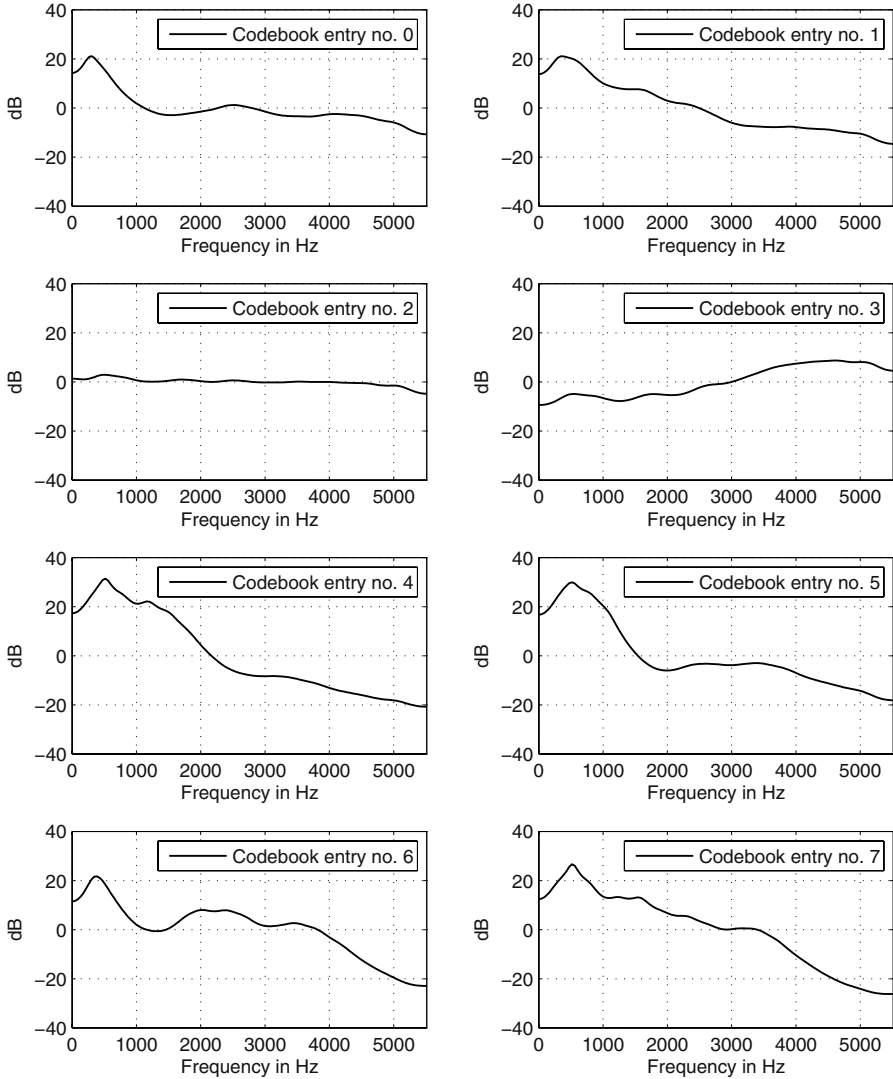 40
Codebook entry no. 0
20
0
−20
−40
dB
0 1000 2000 3000 4000 5000
Frequency in Hz
40
Codebook entry no. 1
20
0
−20
−40
dB
0 1000 2000 3000 4000 5000
Frequency in Hz
40
Codebook entry no. 2
20
0
−20
−40
dB
0 1000 2000 3000 4000 5000
Frequency in Hz
40
Codebook entry no. 3
20
0
−20
−40
dB
0 1000 2000 3000 4000 5000
Frequency in Hz
40
Codebook entry no. 4
20
0
−20
−40
dB
0 1000 2000 3000 4000 5000
Frequency in Hz
40
Codebook entry no. 5
20
0
−20
−40
dB
0 1000 2000 3000 4000 5000
Frequency in Hz
40
Codebook entry no. 6
20
0
−20
−40
dB
0 1000 2000 3000 4000 5000
Frequency in Hz
40
Codebook entry no. 7
20
0
−20
−40
dB
0 1000 2000 3000 4000 5000
Frequency in Hz